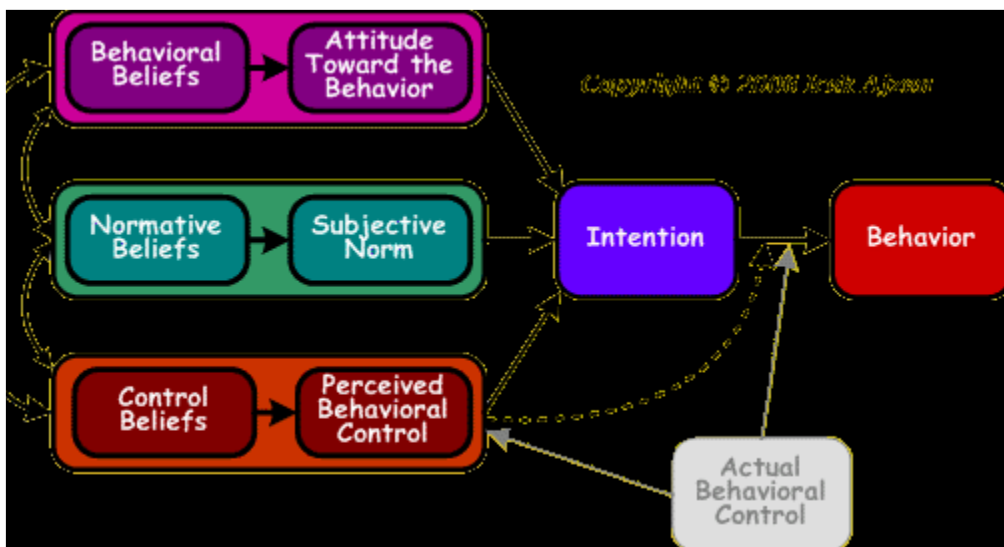 Behavioral
Beliefs
Attitude
Toward the
Behavior
Copyright © 2006 Icek Ajzen
Normative
Beliefs
Subjective
Norm
Intention
Behavior
Control
Beliefs
Perceived
Behavioral
Control
Actual
Behavioral
Control